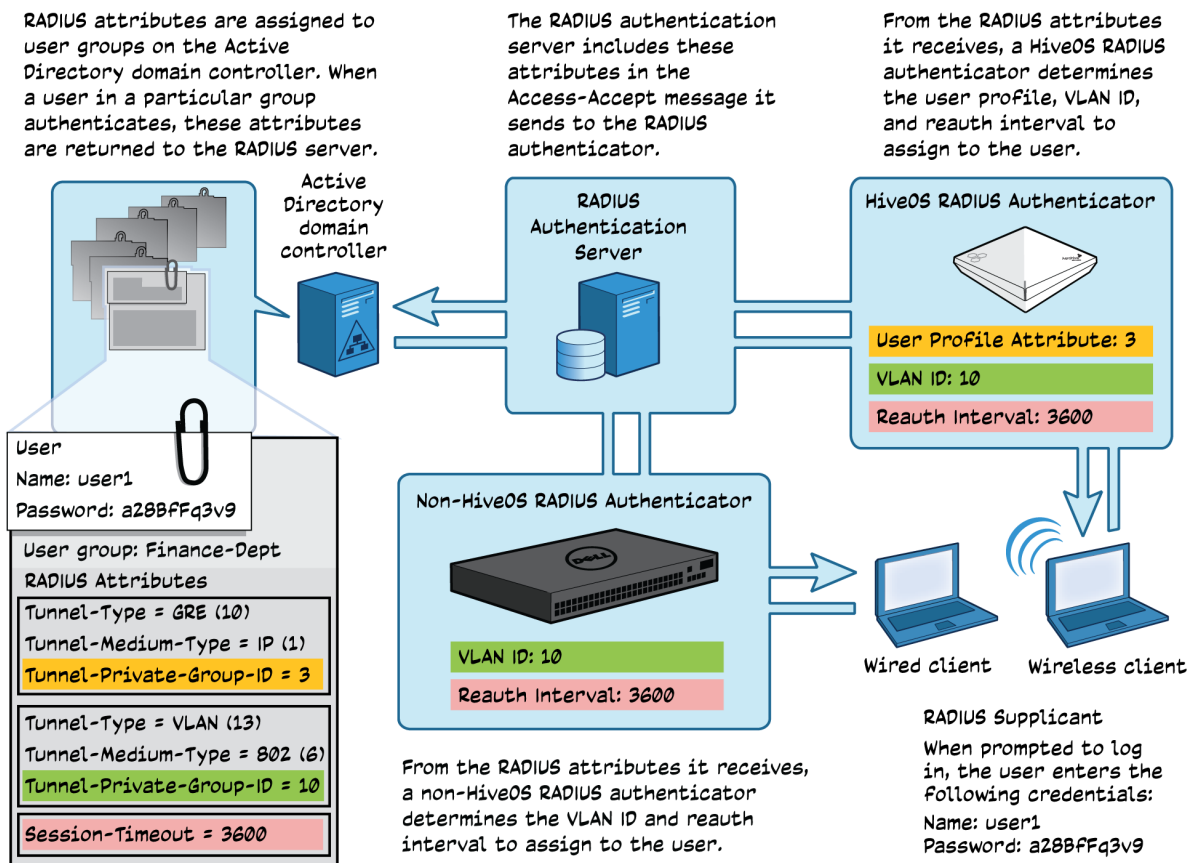 RADIUS attributes are assigned to
user groups on the Active
Directory domain controller. When
a user in a particular group
authenticates, these attributes
are returned to the RADIUS server.
The RADIUS authentication
server includes these
attributes in the
Access-Accept message it
sends to the RADIUS
authenticator.
From the RADIUS attributes
it receives, a HiveOS RADIUS
authenticator determines
the user profile, VLAN ID,
and reauth interval to
assign to the user.
Active
Directory
domain
controller
RADIUS
Authentication
Server
HiveOS RADIUS Authenticator
User Profile Attribute: 3
VLAN ID: 10
Reauth Interval: 3600
User
Name: user1
Password: a28BfFq3v9
User group: Finance-Dept
RADIUS Attributes
Tunnel-Type = GRE (10)
Tunnel-Medium-Type = IP (1)
Tunnel-Private-Group-ID = 3
Tunnel-Type = VLAN (13)
Tunnel-Medium-Type = 802 (6)
Tunnel-Private-Group-ID = 10
Session-Timeout = 3600
Non-HiveOS RADIUS Authenticator
DELL
VLAN ID: 10
Reauth Interval: 3600
From the RADIUS attributes it receives,
a non-HiveOS RADIUS authenticator
determines the VLAN ID and reauth
interval to assign to the user.
Wired client
Wireless client
RADIUS Supplicant
When prompted to log
in, the user enters the
following credentials:
Name: user1
Password: a28BfFq3v9